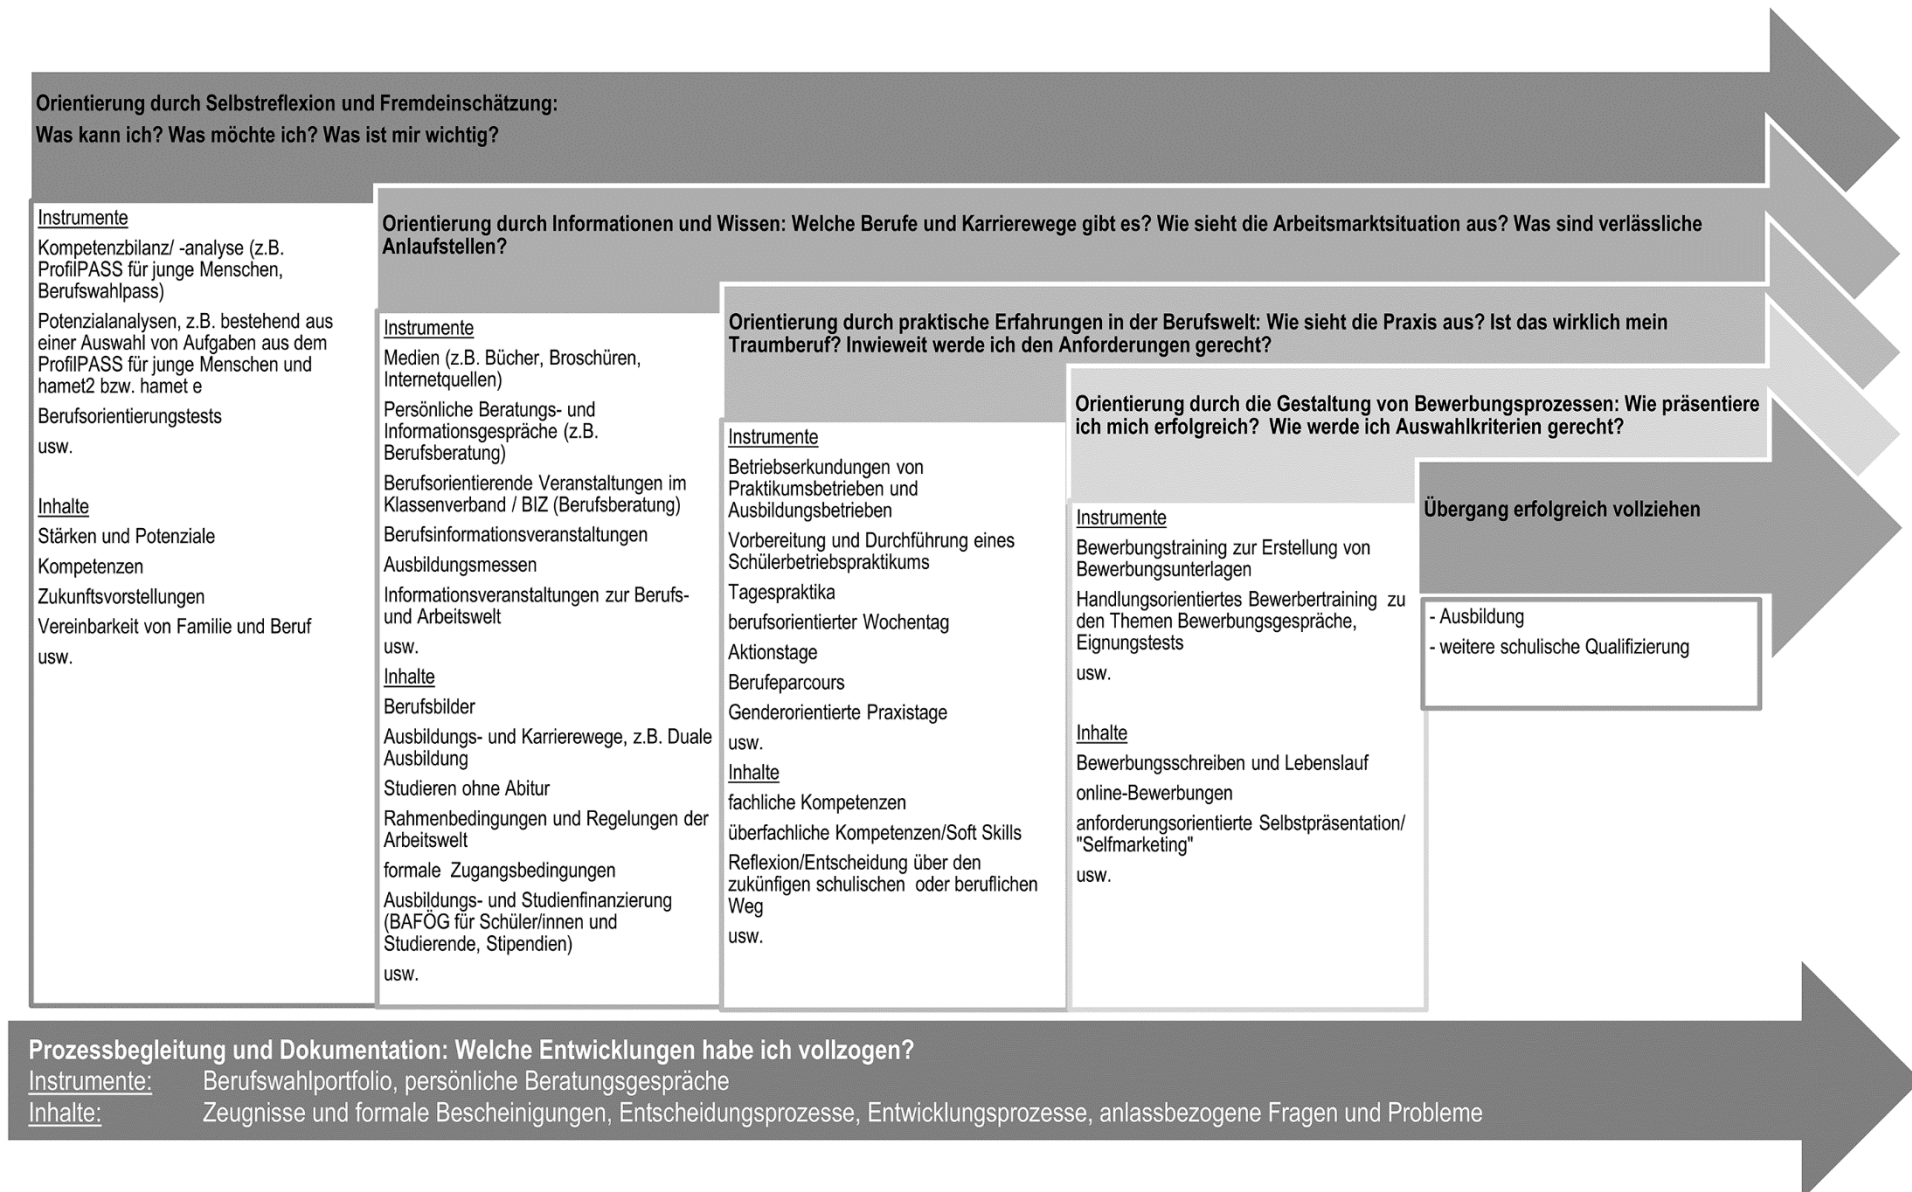 Orientierung durch Selbstreflexion und Fremdeinschätzung:
Was kann ich? Was möchte ich? Was ist mir wichtig?
Instrumente
Kompetenzbilanz/ -analyse (z.B.
ProfilPASS für junge Menschen,
Berufswahlpass)
Potenzialanalysen, z.B. bestehend aus
einer Auswahl von Aufgaben aus dem
ProfilPASS für junge Menschen und
hamet2 bzw. hamet e
Berufsorientierungstests
usw.
Inhalte
Stärken und Potenziale
Kompetenzen
Zukunftsvorstellungen
Vereinbarkeit von Familie und Beruf
usw.
Orientierung durch Informationen und Wissen: Welche Berufe und Karrierewege gibt es? Wie sieht die Arbeitsmarktsituation aus? Was sind verlässliche
Anlaufstellen?
Instrumente
Medien (z.B. Bücher, Broschüren,
Internetquellen)
Persönliche Beratungs- und
Informationsgespräche (z.B.
Berufsberatung)
Berufsorientierende Veranstaltungen im
Klassenverband / BIZ (Berufsberatung)
Berufsinformationsveranstaltungen
Ausbildungsmessen
Informationsveranstaltungen zur Berufs-
und Arbeitswelt
usw.
Inhalte
Berufsbilder
Ausbildungs- und Karrierewege, z.B. Duale
Ausbildung
Studieren ohne Abitur
Rahmenbedingungen und Regelungen der
Arbeitswelt
formale  Zugangsbedingungen
Ausbildungs- und Studienfinanzierung
(BAFÖG für Schüler/innen und
Studierende, Stipendien)
usw.
Orientierung durch praktische Erfahrungen in der Berufswelt: Wie sieht die Praxis aus? Ist das wirklich mein
Traumberuf? Inwieweit werde ich den Anforderungen gerecht?
Instrumente
Betriebserkundungen von
Praktikumsbetrieben und
Ausbildungsbetrieben
Vorbereitung und Durchführung eines
Schülerbetriebspraktikums
Tagespraktika
berufsorientierter Wochentag
Aktionstage
Berufeparcours
Genderorientierte Praxistage
usw.
Inhalte
fachliche Kompetenzen
überfachliche Kompetenzen/Soft Skills
Reflexion/Entscheidung über den
zukünfigen schulischen  oder beruflichen
Weg
usw.
Orientierung durch die Gestaltung von Bewerbungsprozessen: Wie präsentiere
ich mich erfolgreich?  Wie werde ich Auswahlkriterien gerecht?
Instrumente
Bewerbungstraining zur Erstellung von
Bewerbungsunterlagen
Handlungsorientiertes Bewerbertraining  zu
den Themen Bewerbungsgespräche,
Eignungstests
usw.
Inhalte
Bewerbungsschreiben und Lebenslauf
online-Bewerbungen
anforderungsorientierte Selbstpräsentation/
"Selfmarketing"
usw.
Übergang erfolgreich vollziehen
- Ausbildung
- weitere schulische Qualifizierung
Prozessbegleitung und Dokumentation: Welche Entwicklungen habe ich vollzogen?
Instrumente: Berufswahlportfolio, persönliche Beratungsgespräche
Inhalte: Zeugnisse und formale Bescheinigungen, Entscheidungsprozesse, Entwicklungsprozesse, anlassbezogene Fragen und Probleme